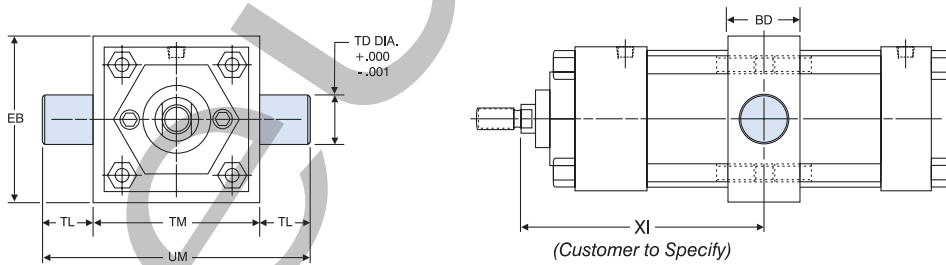 TD DIA.
+.000
-.001
EB
TL
TM
TL
UM
BD
XI
(Customer to Specify)